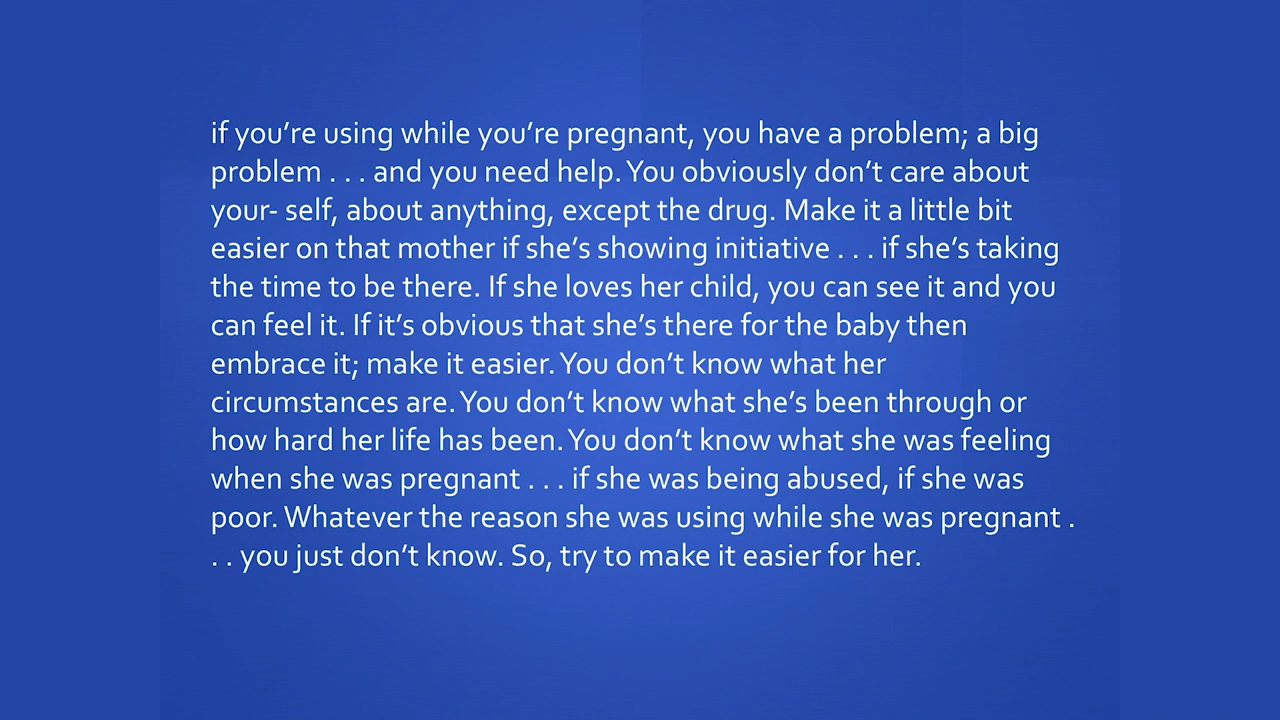 if you’re using while you’re pregnant, you have a problem; a big
problem . . . and you need help. You obviously don’t care about
your- self, about anything, except the drug. Make it a little bit
easier on that mother if she’s showing initiative . . . if she’s taking
the time to be there. If she loves her child, you can see it and you
can feel it. If it’s obvious that she’s there for the baby then
embrace it; make it easier. You don’t know what her
circumstances are. You don’t know what she’s been through or
how hard her life has been. You don’t know what she was feeling
when she was pregnant . . . if she was being abused, if she was
poor. Whatever the reason she was using while she was pregnant .
. . you just don’t know. So, try to make it easier for her.